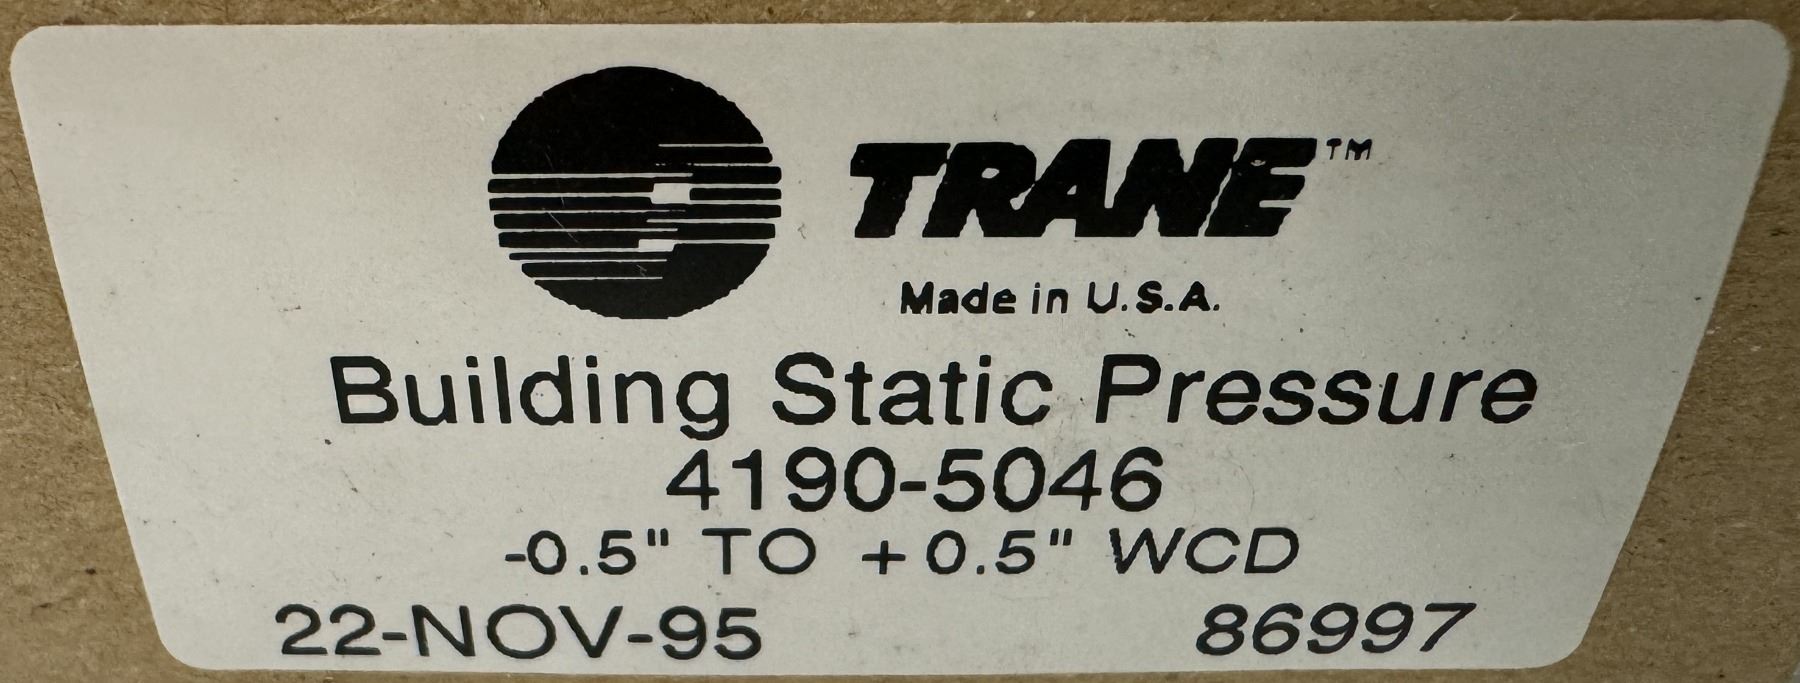 TRANE™
Made in U.S.A.
Building Static Pressure
4190-5046
-0.5" TO +0.5" WCD
22-NOV-95 86997